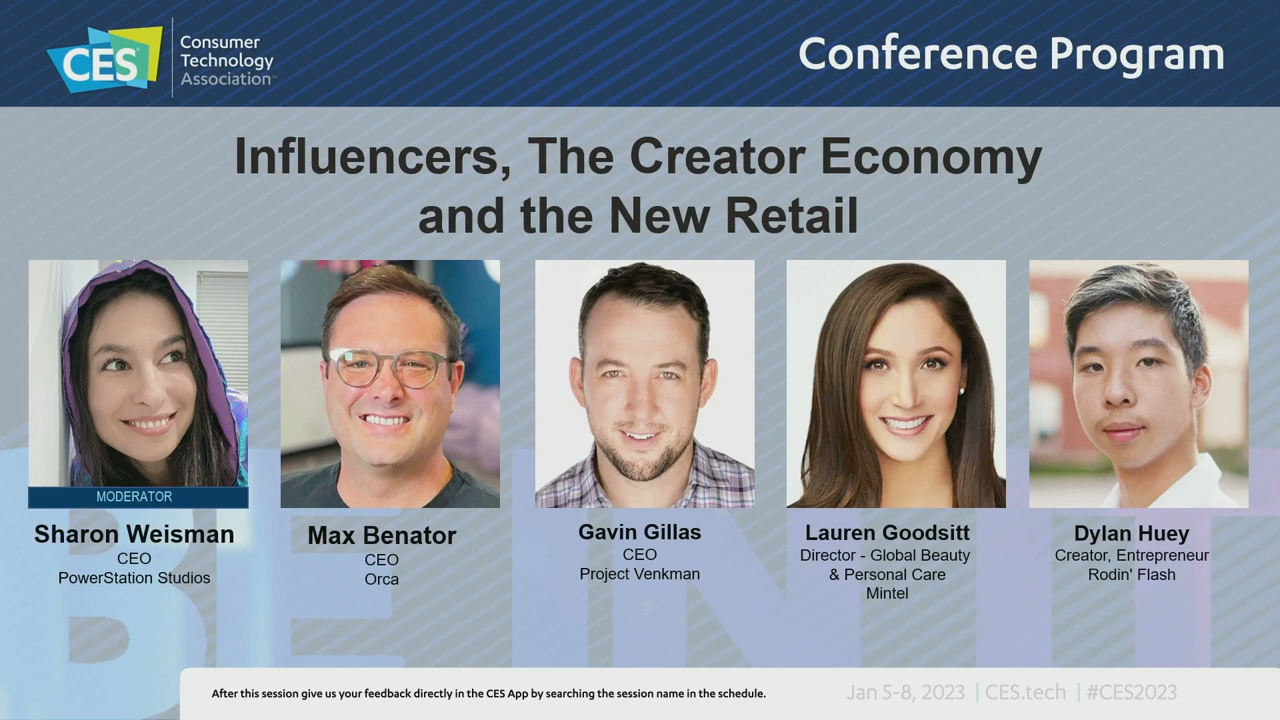 CES
Consumer
Technology
Association
Conference Program
Influencers, The Creator Economy
and the New Retail
MODERATOR
Sharon Weisman
CEO
PowerStation Studios
Max Benator
CEO
Orca
Gavin Gillas
CEO
Project Venkman
Lauren Goodsitt
Director - Global Beauty
& Personal Care
Mintel
Dylan Huey
Creator, Entrepreneur
Rodin' Flash
After this session give us your feedback directly in the CES App by searching the session name in the schedule.
Jan 5-8, 2023 | CES.tech | #CES2023